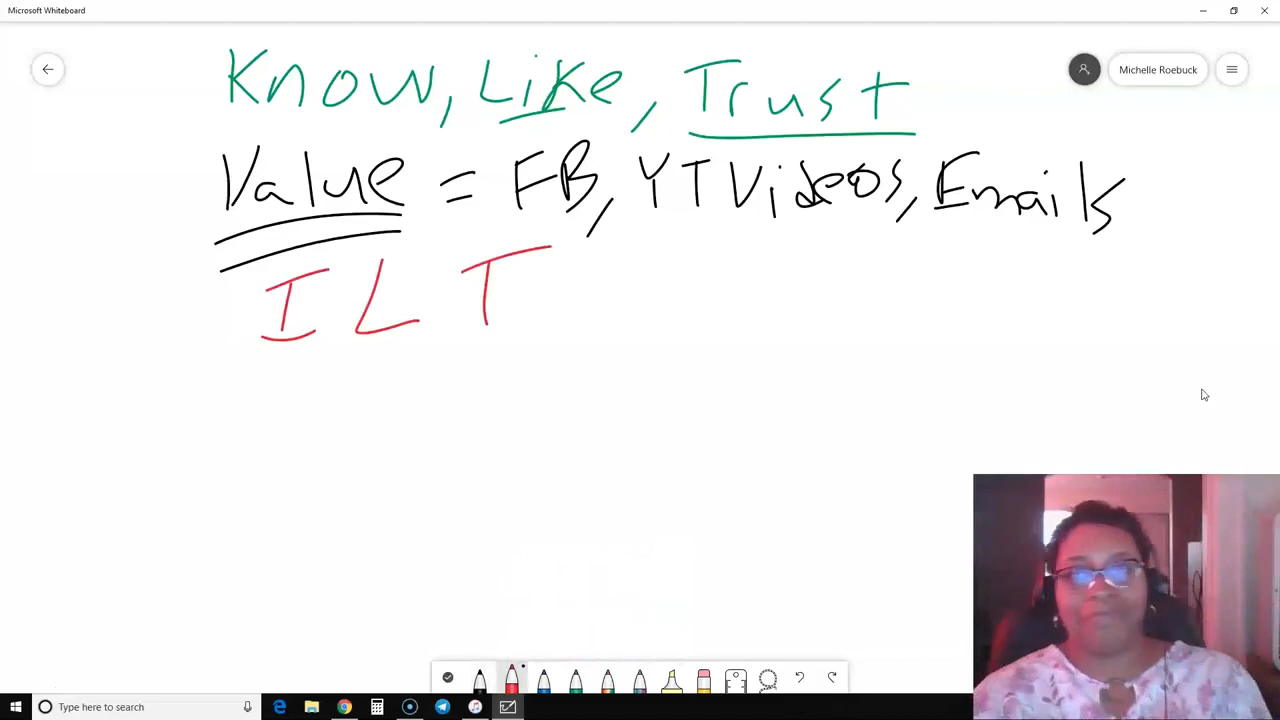 Microsoft Whiteboard
Know, Like, Trust
Michelle Roebuck
Value = FB, YT Videos, Emails
I L T
Type here to search